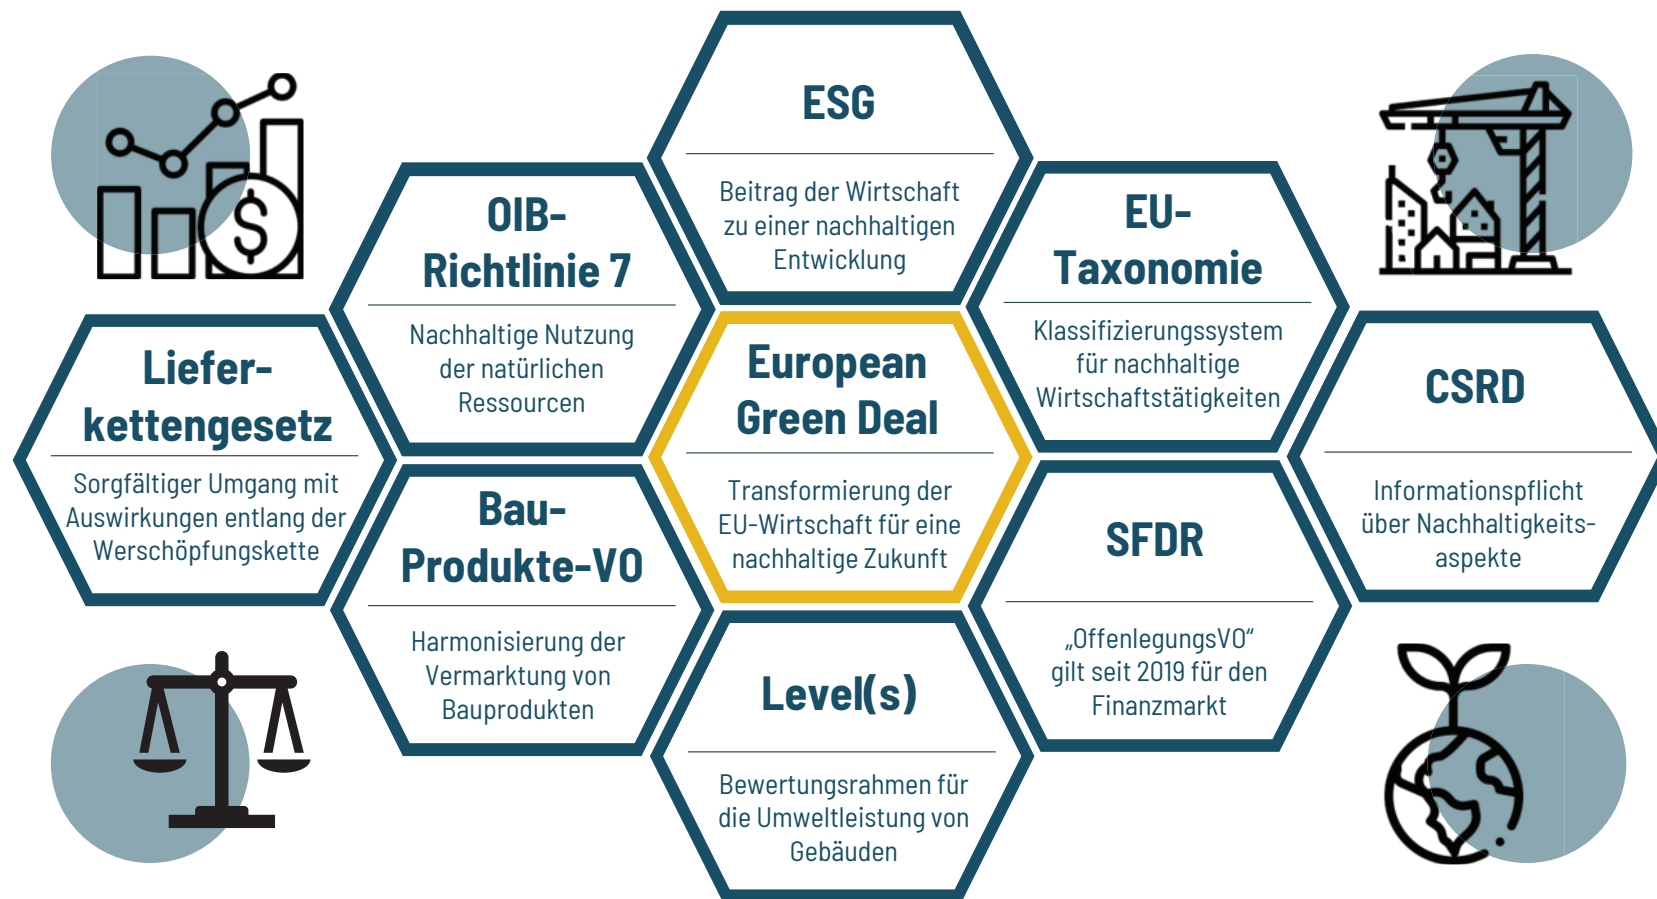 ESG
Beitrag der Wirtschaft
zu einer nachhaltigen
Entwicklung
OIB-
Richtlinie 7
Nachhaltige Nutzung
der natürlichen
Ressourcen
EU-
Taxonomie
Klassifizierungssystem
für nachhaltige
Wirtschaftstätigkeiten
Liefer-
kettengesetz
Sorgfältiger Umgang mit
Auswirkungen entlang der
Werschöpfungskette
European
Green Deal
Transformierung der
EU-Wirtschaft für eine
nachhaltige Zukunft
CSRD
Informationspflicht
über Nachhaltigkeits-
aspekte
Bau-
Produkte-VO
Harmonisierung der
Vermarktung von
Bauprodukten
SFDR
„OffenlegungsVO“
gilt seit 2019 für den
Finanzmarkt
Level(s)
Bewertungsrahmen für
die Umweltleistung von
Gebäuden
$